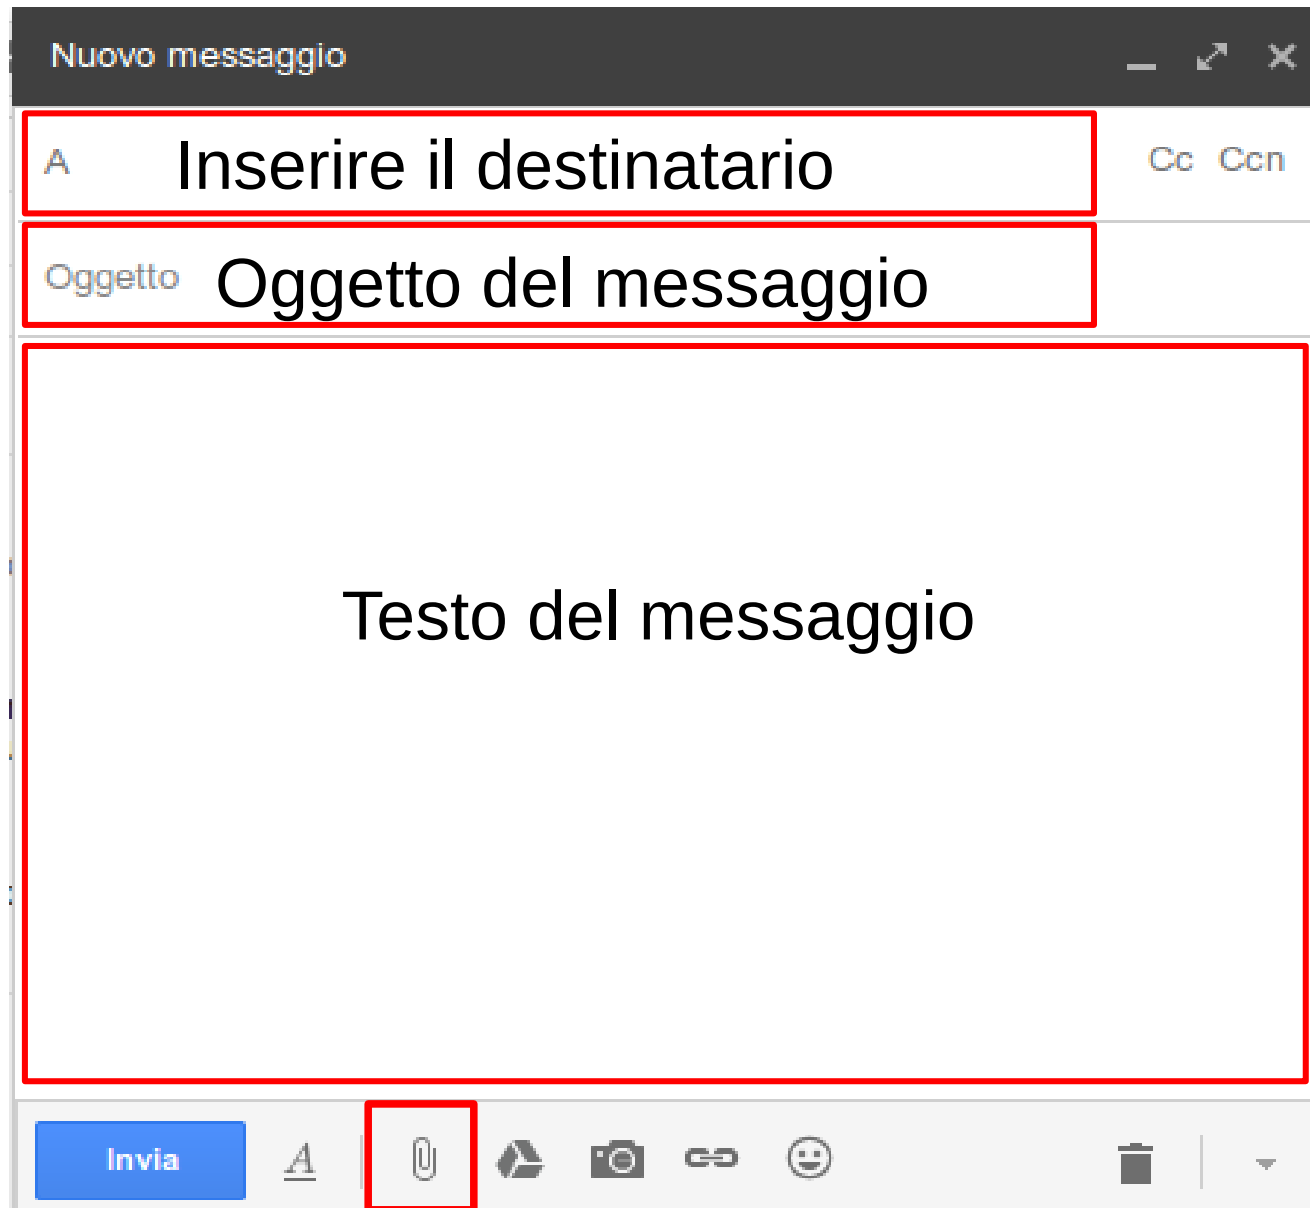 Nuovo messaggio
A Inserire il destinatario Cc Ccn
Oggetto Oggetto del messaggio
Testo del messaggio
Invia A